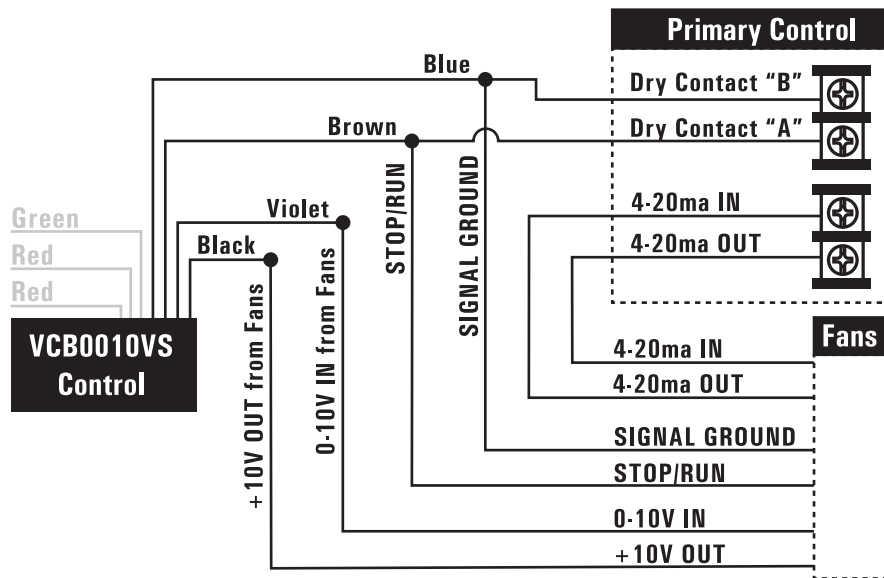 Primary Control
Blue
Dry Contact "B"
Brown
Dry Contact "A"
STOP/RUN
SIGNAL GROUND
4-20ma IN
4-20ma OUT
Green
Red
Red
Violet
Black
+10V OUT from Fans
0-10V IN from Fans
VCB0010VS
Control
Fans
4-20ma IN
4-20ma OUT
SIGNAL GROUND
STOP/RUN
0-10V IN
+10V OUT